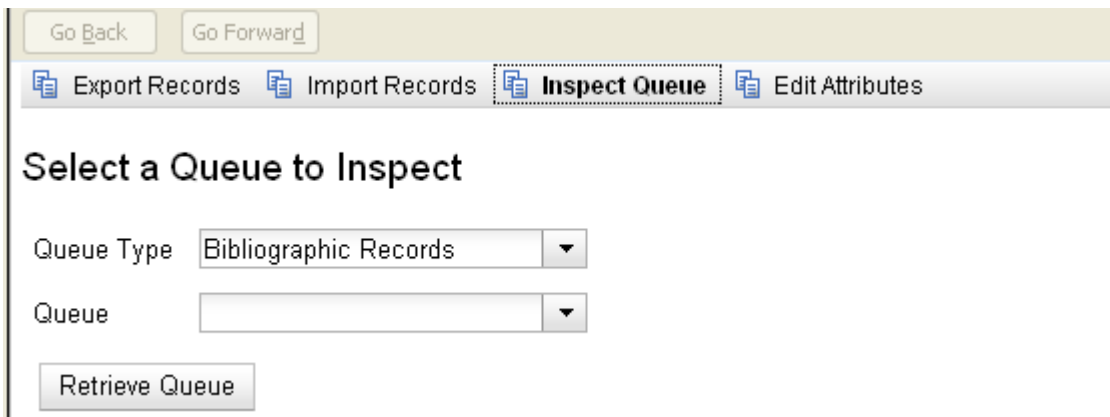 Go Back Go Forward
Export Records Import Records Inspect Queue Edit Attributes
Select a Queue to Inspect
Queue Type Bibliographic Records
Queue
Retrieve Queue